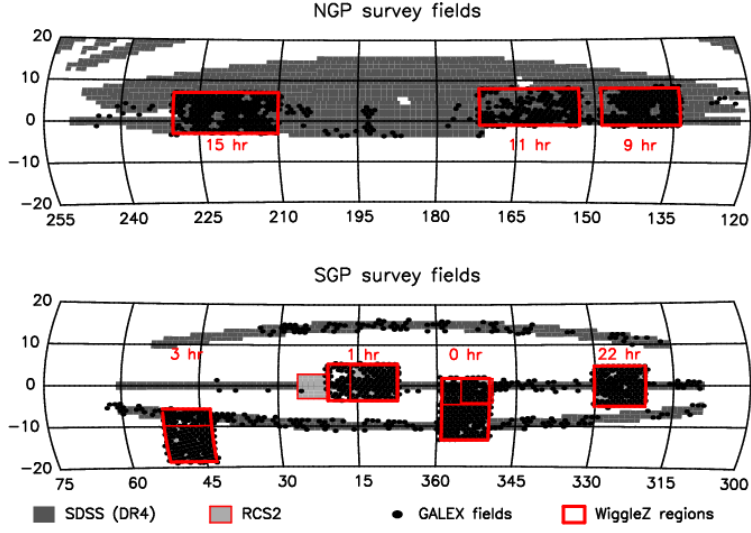 NGP survey fields
20
10
0
−10
−20
15 hr
11 hr
9 hr
255 225 210 195 180 165 150 135 120
SGP survey fields
20
10
0
−10
−20
3 hr
1 hr
0 hr
22 hr
75 60 45 30 15 360 345 330 315 300
SDSS (DR4) RCS2 GALEX fields WiggleZ regions